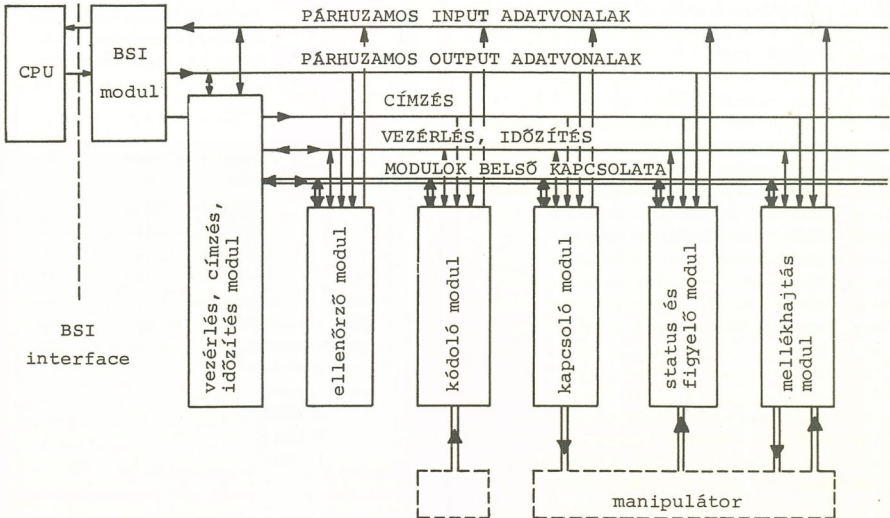 PÁRHUZAMOS INPUT ADATVONALAK
CPU
BSI
modul
PÁRHUZAMOS OUTPUT ADATVONALAK
CÍMZÉS
VEZÉRLÉS, IDŐZÍTÉS
MODULOK BELSŐ KAPCSOLATA
BSI
interface
vezérlés, címzés,
időzítés modul
ellenőrző modul
kódoló modul
kapcsoló modul
status és
figyelő modul
mellékhajtás
modul
manipulátor